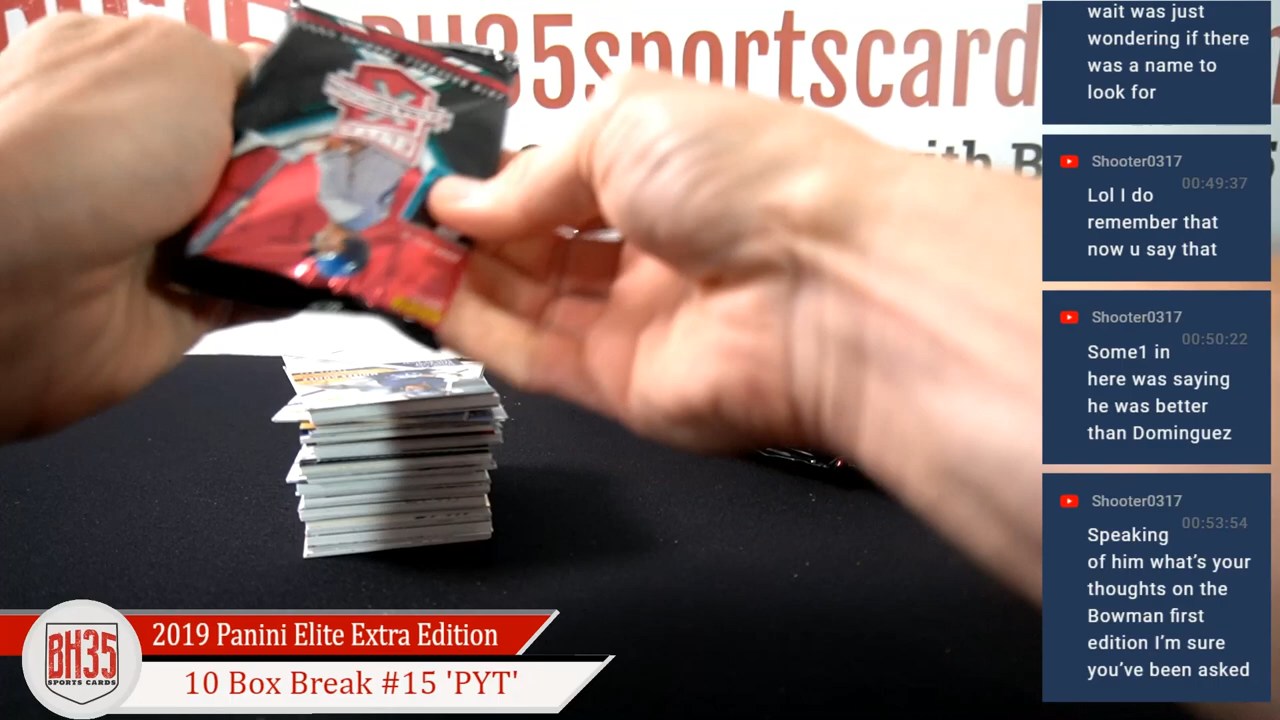 BH35sportscard
with B
wait was just
wondering if there
was a name to
look for
Shooter0317
00:49:37
Lol I do
remember that
now u say that
Shooter0317
00:50:22
Some1 in
here was saying
he was better
than Dominguez
Shooter0317
00:53:54
Speaking
of him what's your
thoughts on the
Bowman first
edition I'm sure
you've been asked
BH35
SPORTS CARDS
2019 Panini Elite Extra Edition
10 Box Break #15 'PYT'